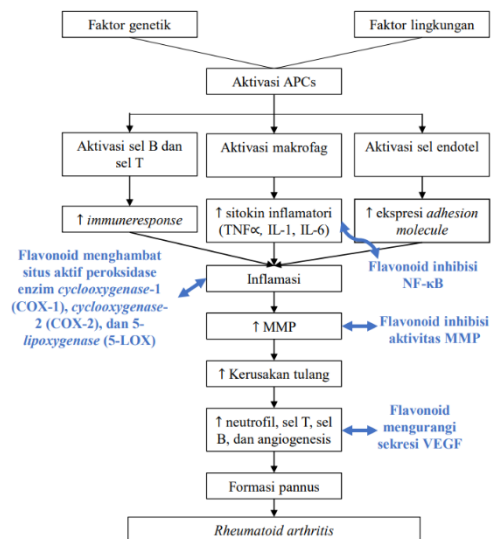 Faktor genetik
Faktor lingkungan
Aktivasi APCs
Aktivasi sel B dan
sel T
Aktivasi makrofag
Aktivasi sel endotel
↑ immuneresponse
↑ sitokin inflamatori
(TNF∝, IL-1, IL-6)
↑ ekspresi adhesion
molecule
Flavonoid menghambat
situs aktif peroksidase
enzim cyclooxygenase-1
(COX-1), cyclooxygenase-
2 (COX-2), dan 5-
lipoxygenase (5-LOX)
Flavonoid inhibisi
NF-κB
Inflamasi
↑ MMP
Flavonoid inhibisi
aktivitas MMP
↑ Kerusakan tulang
↑ neutrofil, sel T, sel
B, dan angiogenesis
Flavonoid
mengurangi
sekresi VEGF
Formasi pannus
Rheumatoid arthritis